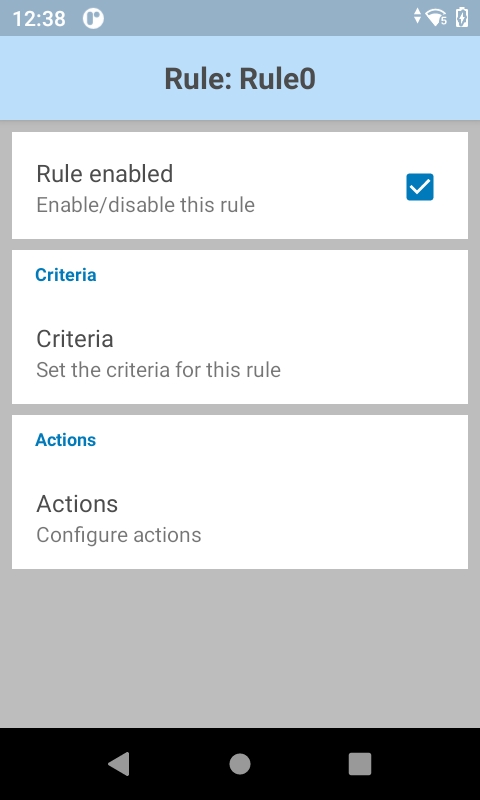 12:38
5
Rule: Rule0
Rule enabled
Enable/disable this rule
Criteria
Criteria
Set the criteria for this rule
Actions
Actions
Configure actions